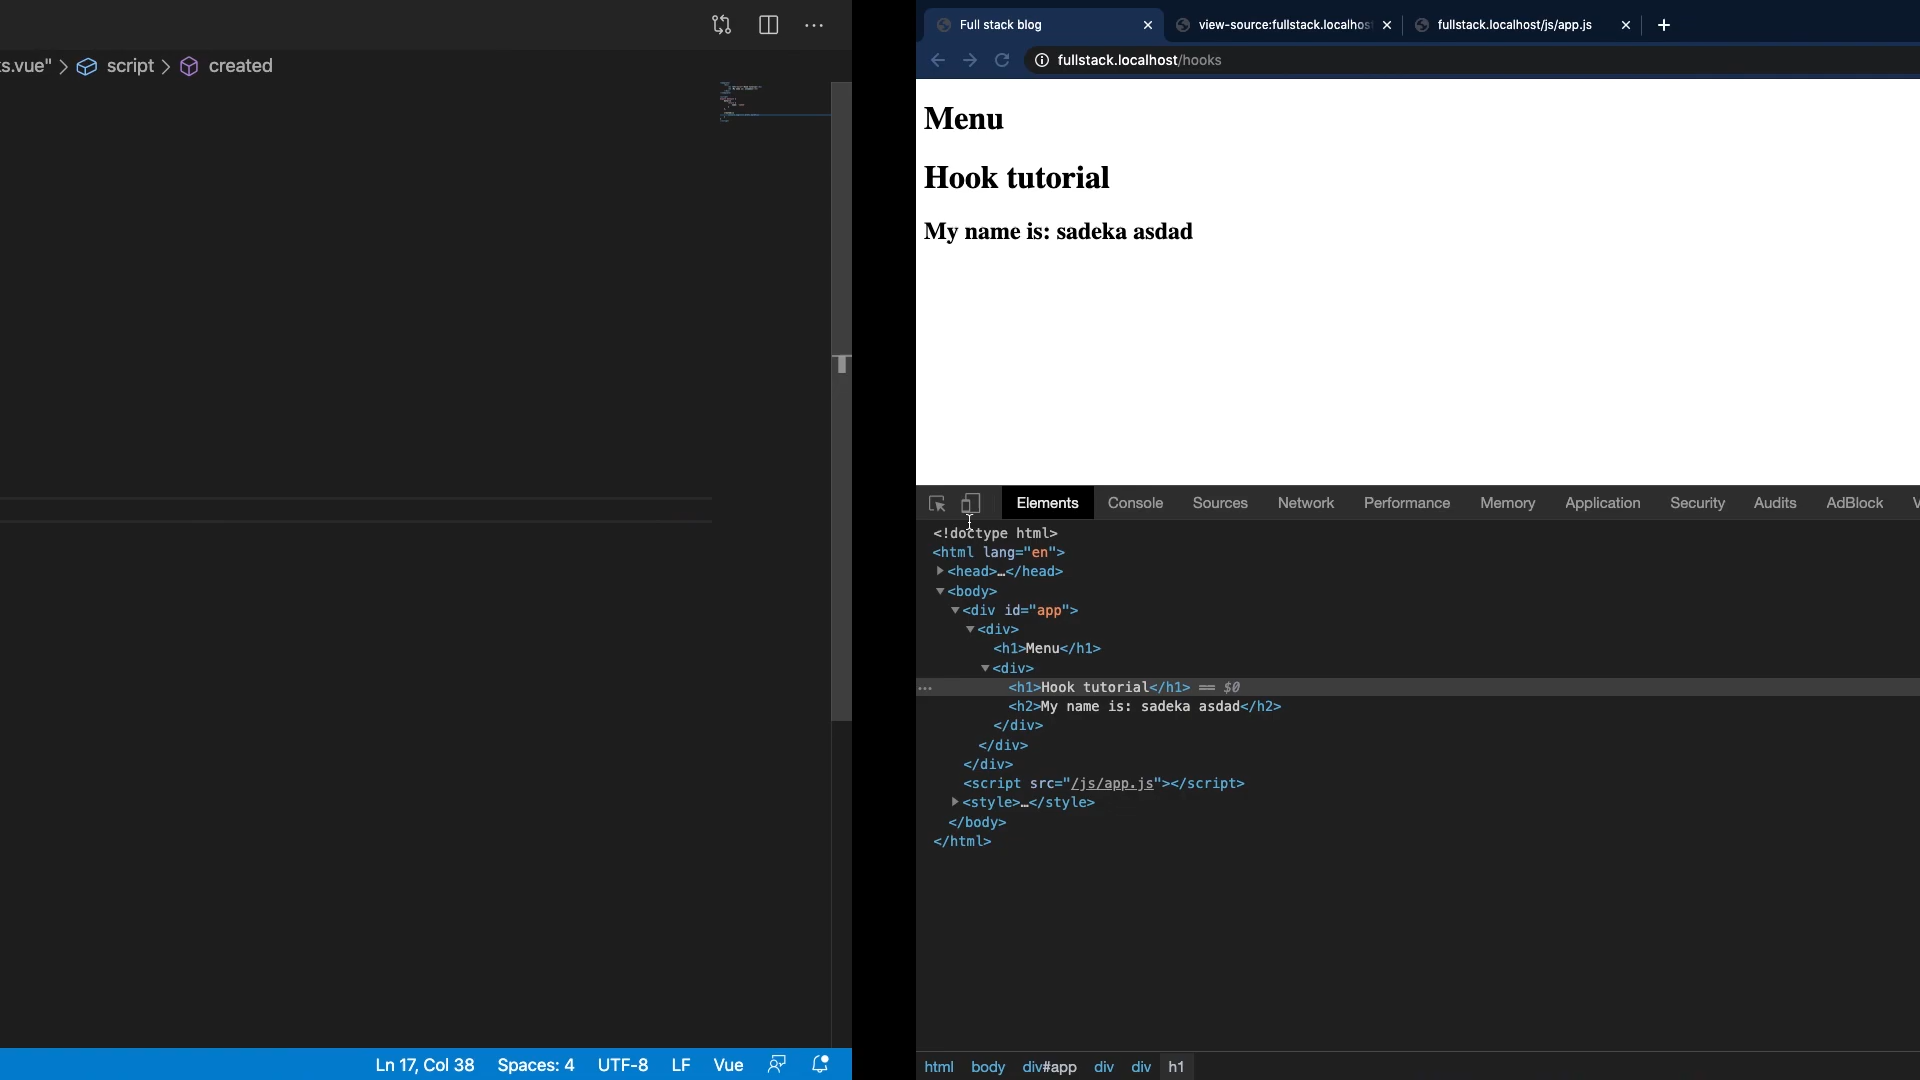 s.vue" > script > created
Ln 17, Col 38 Spaces: 4 UTF-8 LF Vue
Full stack blog
view-source:fullstack.localhos
fullstack.localhost/js/app.js
fullstack.localhost/hooks
Menu
Hook tutorial
My name is: sadeka asdad
Elements Console Sources Network Performance Memory Application Security Audits AdBlock V
<!doctype html>
<html lang="en">
<head>…</head>
<body>
<div id="app">
<div>
<h1>Menu</h1>
<div>
<h1>Hook tutorial</h1> == $0
<h2>My name is: sadeka asdad</h2>
</div>
</div>
</div>
<script src="/js/app.js"></script>
<style>…</style>
</body>
</html>
html body div#app div div h1